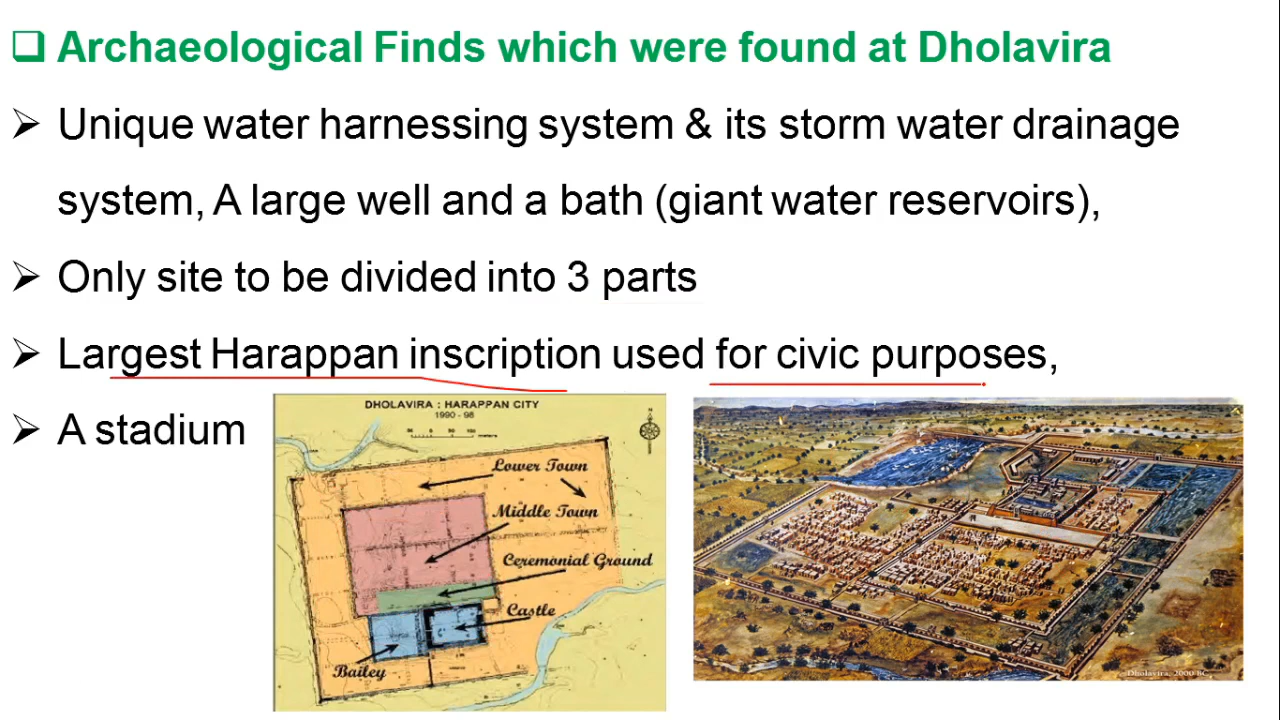 Archaeological Finds which were found at Dholavira
Unique water harnessing system & its storm water drainage
system, A large well and a bath (giant water reservoirs),
Only site to be divided into 3 parts
Largest Harappan inscription used for civic purposes,
A stadium
DHOLAVIRA : HARAPPAN CITY
1990 - 98
N
Lower Town
Middle Town
Ceremonial Ground
Castle
Bailey
Dholavira, 2000 BC